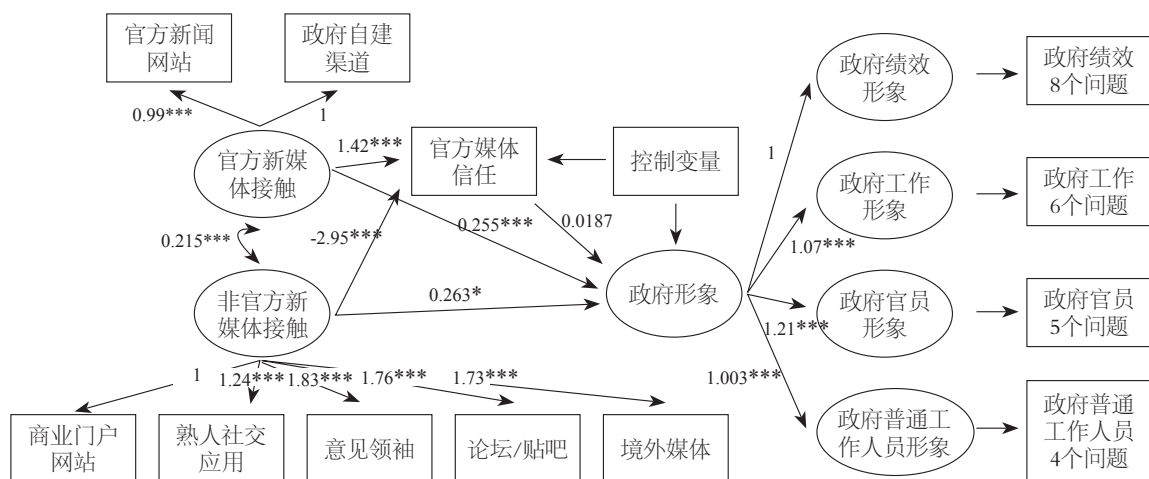 官方新闻
网站
政府自建
渠道
政府绩效
形象
政府绩效
8个问题
0.99***
1
官方新媒
体接触
1.42***
官方媒体
信任
控制变量
1
政府工作
形象
政府工作
6个问题
0.215***
-2.95***
0.255***
0.0187
1.07***
非官方新
媒体接触
0.263*
政府形象
政府官员
形象
政府官员
5个问题
1.21***
1
1.24***
1.83***
1.76***
1.73***
1.003***
商业门户
网站
熟人社交
应用
意见领袖
论坛/贴吧
境外媒体
政府普通工
作人员形象
政府普通
工作人员
4个问题